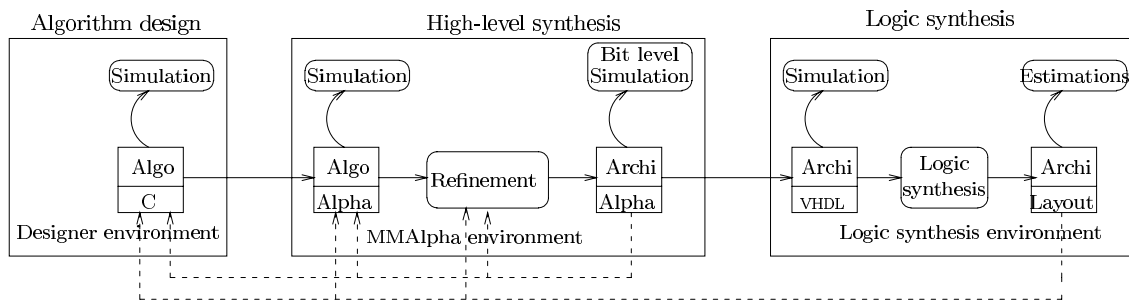 Algorithm design
High-level synthesis
Logic synthesis
Simulation
Simulation
Bit level
Simulation
Simulation
Estimations
Algo
C
Algo
Alpha
Refinement
Archi
Alpha
Archi
VHDL
Logic
synthesis
Archi
Layout
Designer environment
MMAlpha environment
Logic synthesis environment